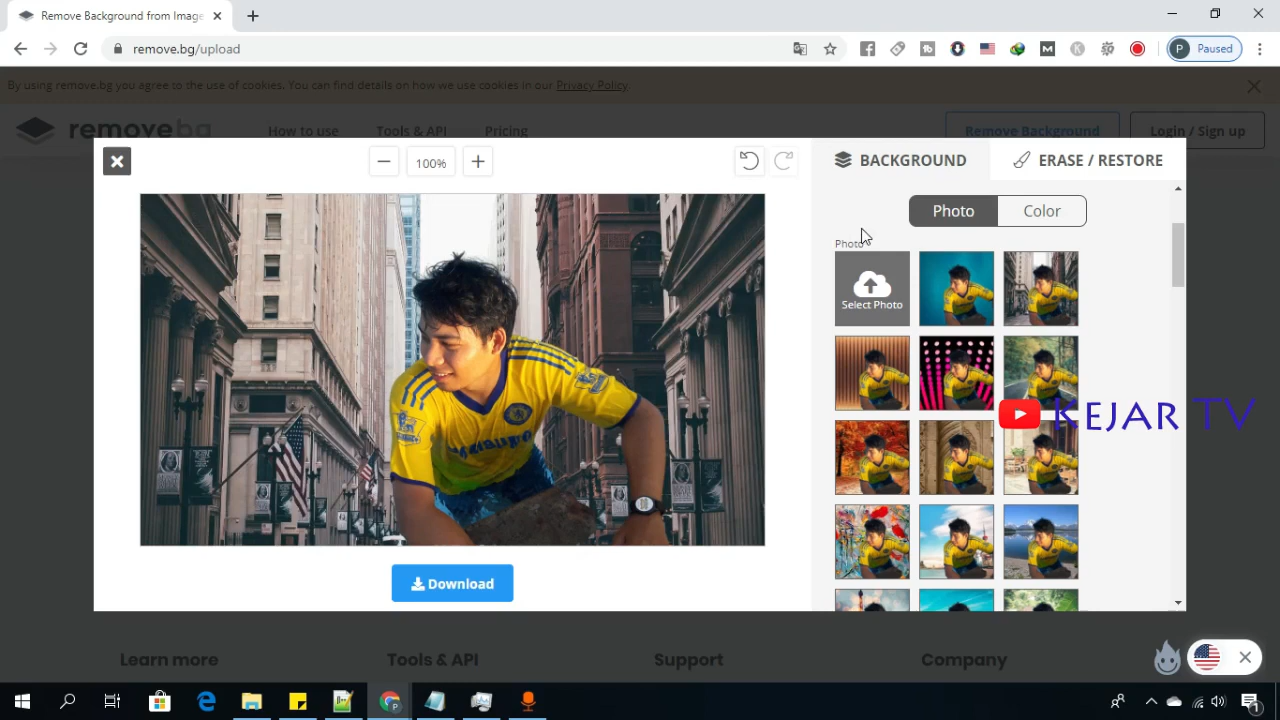 Remove Background from Image
remove.bg/upload
Paused
By using remove.bg you agree to the use of cookies. You can find details on how we use cookies in our Privacy Policy.
removebg
How to use
Tools & API
Pricing
Remove Background
Login / Sign up
100%
BACKGROUND
ERASE / RESTORE
Photo
Color
Photo
Select Photo
KEJAR TV
Download
Learn more
Tools & API
Support
Company